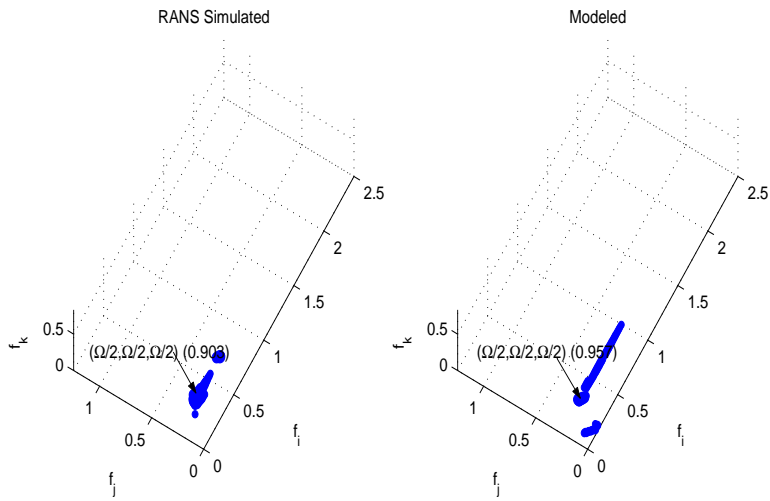 RANS Simulated
Modeled
2.5
2
1.5
1
0.5
0
f_i
0
0.5
1
f_j
0
0.5
f_k
(Ω/2,Ω/2,Ω/2) (0.903)
2.5
2
1.5
1
0.5
0
f_i
0
0.5
1
f_j
0
0.5
f_k
(Ω/2,Ω/2,Ω/2) (0.957)